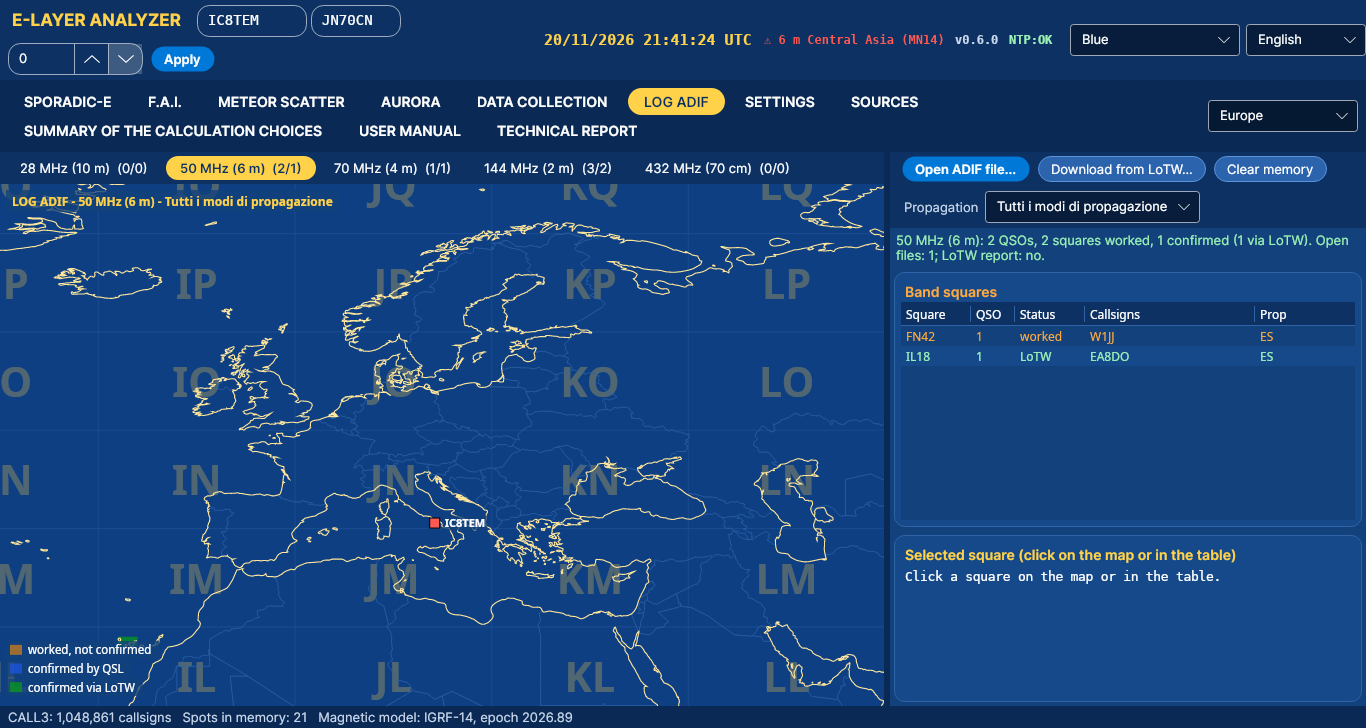 E-LAYER ANALYZER IC8TEM JN70CN
20/11/2026 21:41:24 UTC ⚠ 6 m Central Asia (MN14) v0.6.0 NTP:OK Blue English
0 Apply
SPORADIC-E F.A.I. METEOR SCATTER AURORA DATA COLLECTION LOG ADIF SETTINGS SOURCES
SUMMARY OF THE CALCULATION CHOICES USER MANUAL TECHNICAL REPORT
Europe
28 MHz (10 m) (0/0) 50 MHz (6 m) (2/1) 70 MHz (4 m) (1/1) 144 MHz (2 m) (3/2) 432 MHz (70 cm) (0/0)
LOG ADIF - 50 MHz (6 m) - Tutti i modi di propagazione
IQ JQ KQ LQ
P IP JP KP LP
O IO JO KO LO
N IN JN KN LN
IC8TEM
M IM JM KM LM
IL JL KL LL
worked, not confirmed
confirmed by QSL
confirmed via LoTW
Open ADIF file... Download from LoTW... Clear memory
Propagation Tutti i modi di propagazione
50 MHz (6 m): 2 QSOs, 2 squares worked, 1 confirmed (1 via LoTW). Open
files: 1; LoTW report: no.
Band squares
Square QSO Status Callsigns Prop
FN42 1 worked W1JJ ES
IL18 1 LoTW EA8DO ES
Selected square (click on the map or in the table)
Click a square on the map or in the table.
CALL3: 1,048,861 callsigns Spots in memory: 21 Magnetic model: IGRF-14, epoch 2026.89